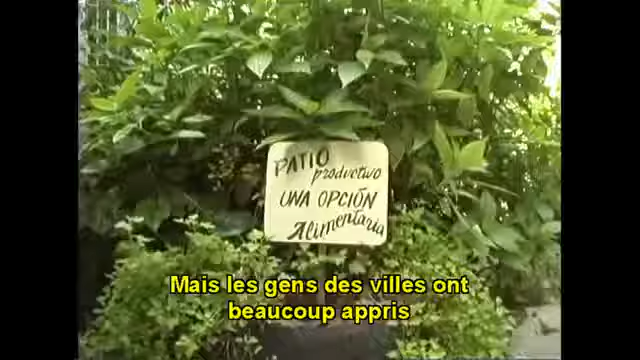 PATIO
productivo
UNA OPCIÓN
Alimentaria
Mais les gens des villes ont
beaucoup appris